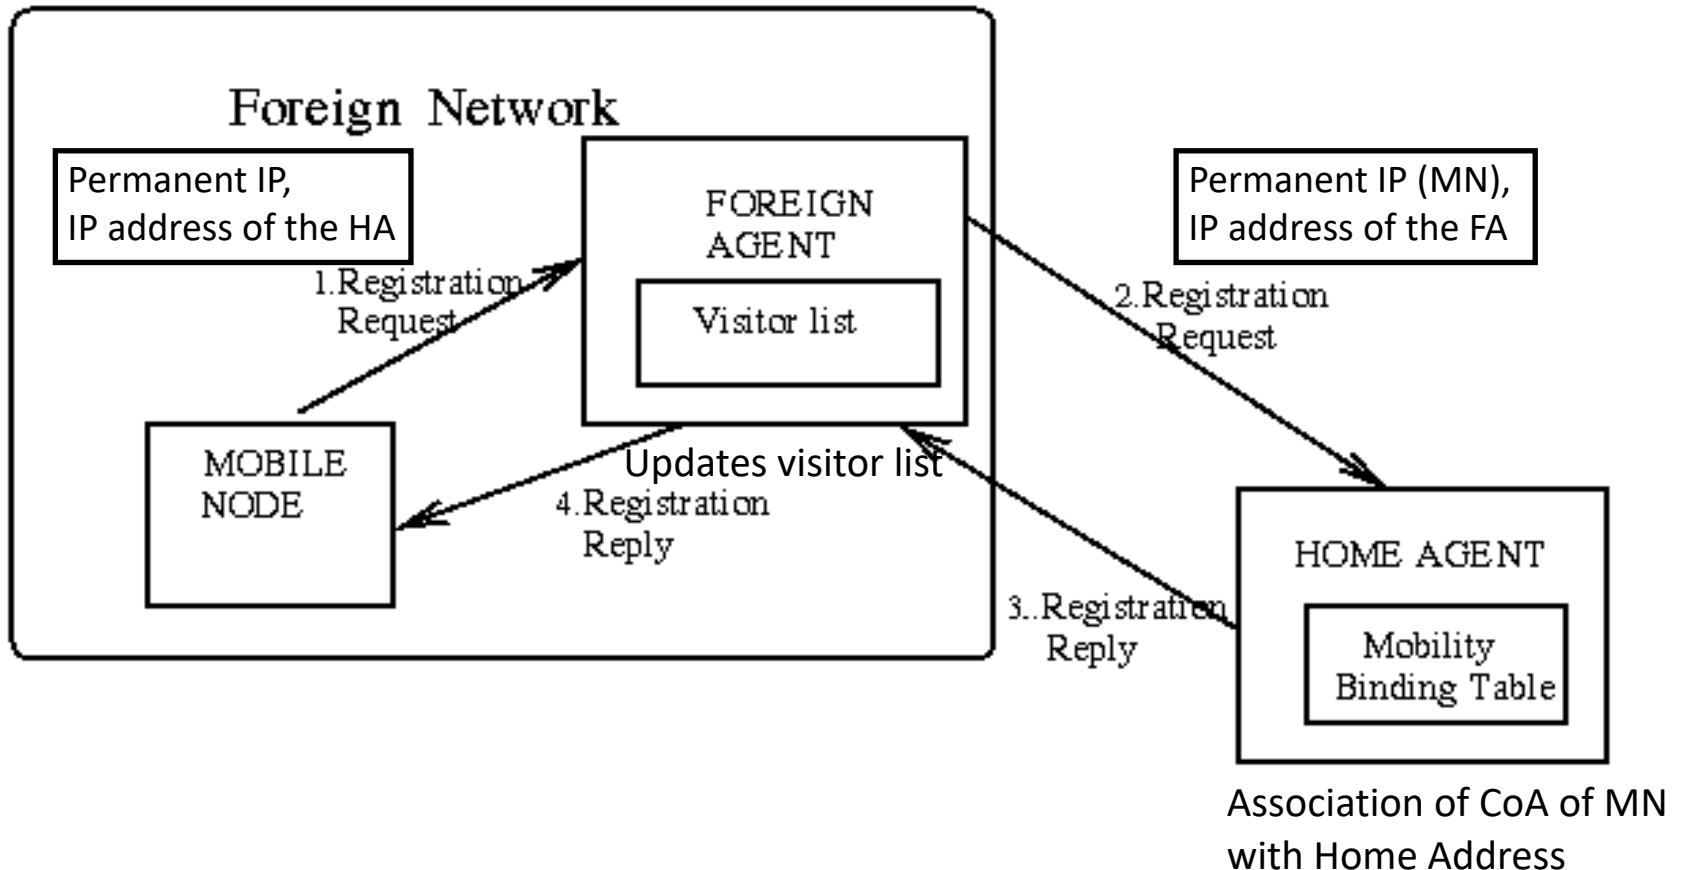 Foreign Network
Permanent IP,
IP address of the HA
1.Registration
Request
FOREIGN
AGENT
Visitor list
Permanent IP (MN),
IP address of the FA
2.Registration
Request
MOBILE
NODE
Updates visitor list
4.Registration
Reply
3..Registration
Reply
HOME AGENT
Mobility
Binding Table
Association of CoA of MN
with Home Address